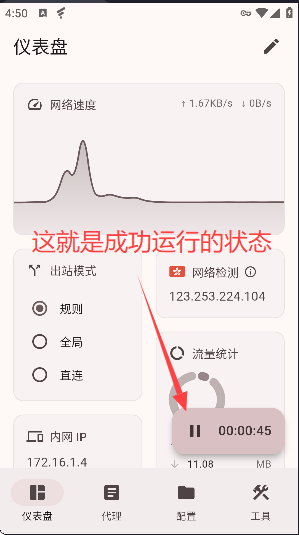 4:50
仪表盘
网络速度
↑ 1.67KB/s ↓ 0B/s
这就是成功运行的状态
出站模式
规则
全局
直连
网络检测
123.253.224.104
流量统计
00:00:45
内网 IP
172.16.1.4
↓ 11.08 MB
仪表盘
代理
配置
工具